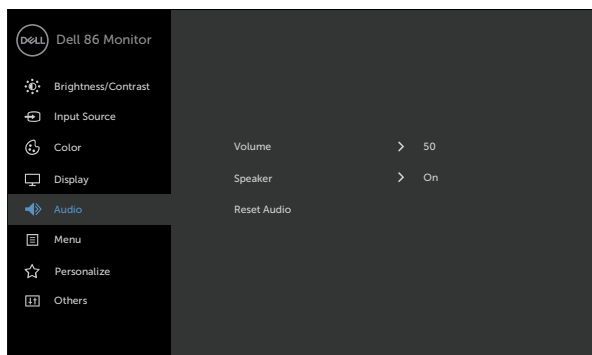 DELL Dell 86 Monitor
Brightness/Contrast
Input Source
Color
Volume 50
Display
Speaker On
Audio
Reset Audio
Menu
Personalize
Others